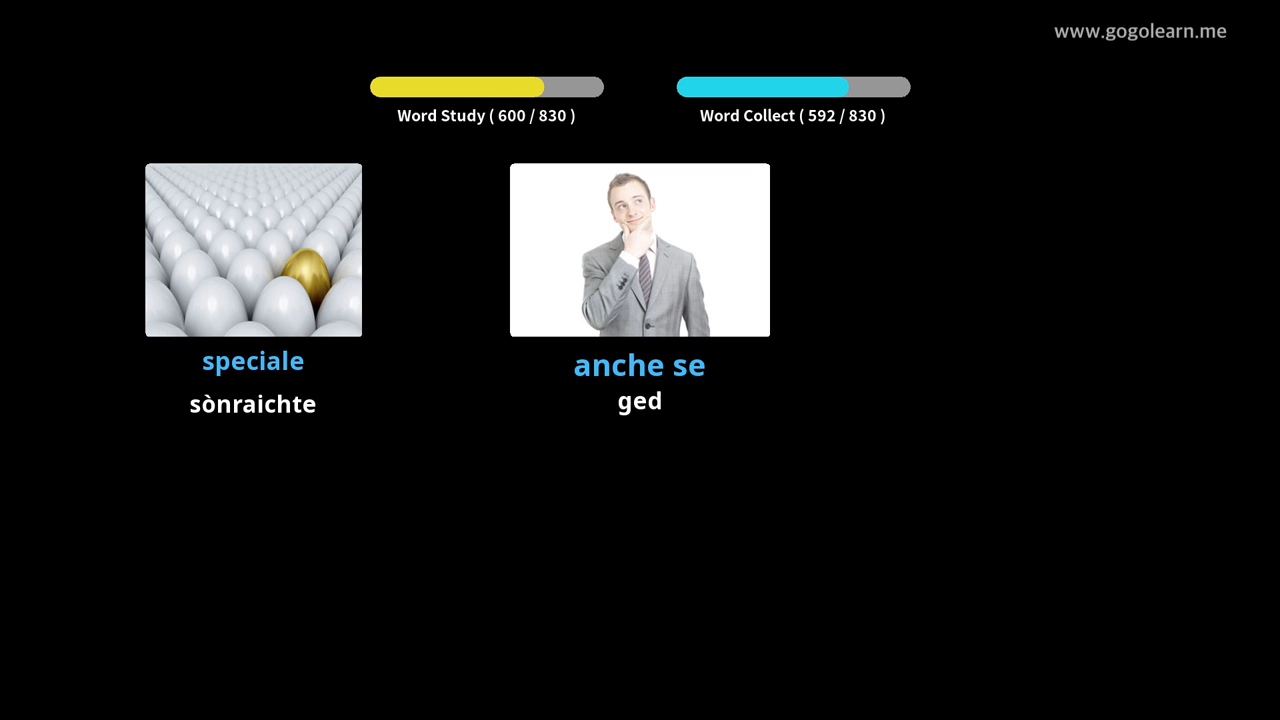 www.gogolearn.me
Word Study ( 600 / 830 )
Word Collect ( 592 / 830 )
speciale
sònraichte
anche se
ged